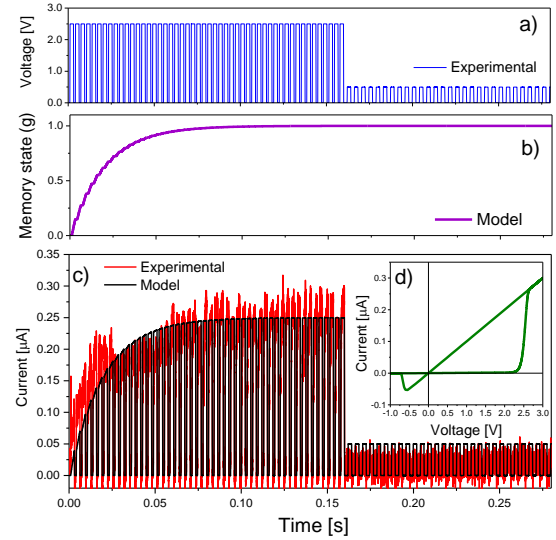 3.0
2.0
1.0
0.0
Voltage [V]
a)
Experimental
1.0
0.5
0.0
Memory state (g)
b)
Model
0.35
0.30
0.25
0.20
0.15
0.10
0.05
0.00
Current [µA]
c)
Experimental
Model
d)
0.3
0.2
0.1
0.0
-0.1
Current [µA]
-1.0 -0.5 0.0 0.5 1.0 1.5 2.0 2.5 3.0
Voltage [V]
0.00 0.05 0.10 0.15 0.20 0.25
Time [s]